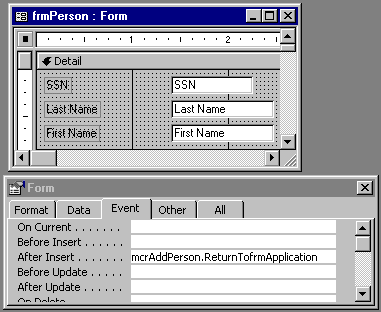 frmPerson : Form
1 2
Detail
SSN SSN
Last Name Last Name
First Name First Name
Form
Format Data Event Other All
On Current . . . . . . .
Before Insert . . . . . .
After Insert . . . . . . . mcrAddPerson.ReturnTofrmApplication
Before Update . . . . .
After Update . . . . . .
On Delete